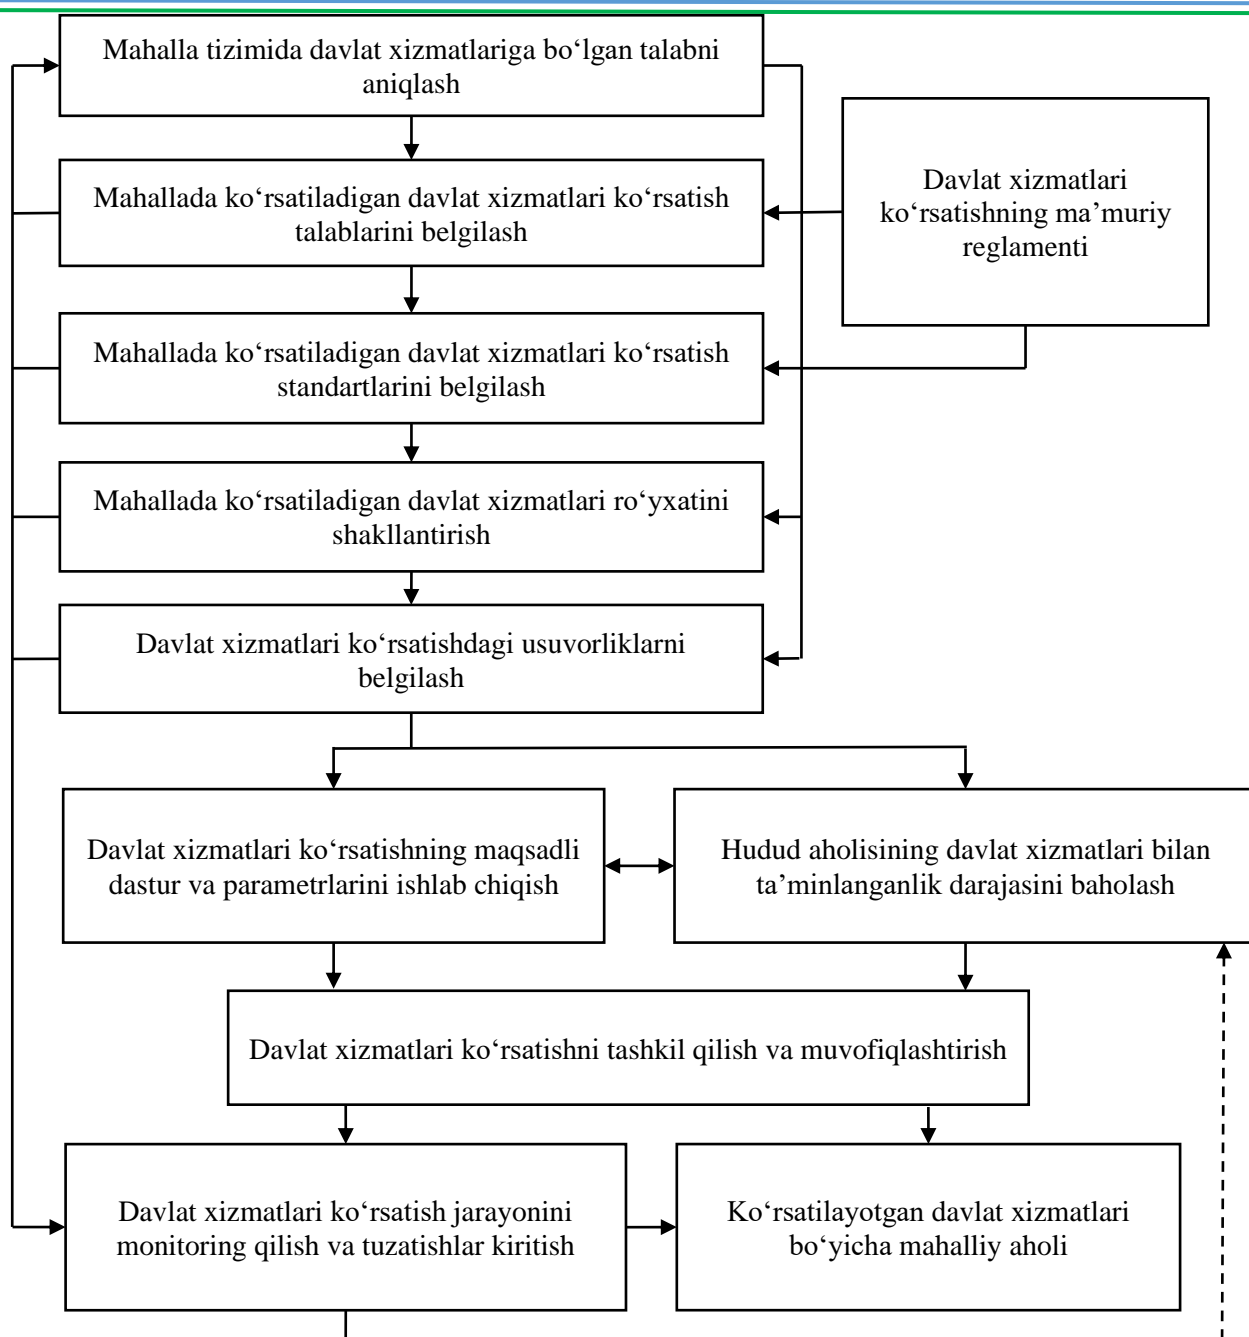 Mahalla tizimida davlat xizmatlariga bo‘lgan talabni
aniqlash
Mahallada ko‘rsatiladigan davlat xizmatlari ko‘rsatish
talablarini belgilash
Davlat xizmatlari
ko‘rsatishning ma’muriy
reglamenti
Mahallada ko‘rsatiladigan davlat xizmatlari ko‘rsatish
standartlarini belgilash
Mahallada ko‘rsatiladigan davlat xizmatlari ro‘yxatini
shakllantirish
Davlat xizmatlari ko‘rsatishdagi usuvorliklarni
belgilash
Davlat xizmatlari ko‘rsatishning maqsadli
dastur va parametrlarini ishlab chiqish
Hudud aholisining davlat xizmatlari bilan
ta’minlanganlik darajasini baholash
Davlat xizmatlari ko‘rsatishni tashkil qilish va muvofiqlashtirish
Davlat xizmatlari ko‘rsatish jarayonini
monitoring qilish va tuzatishlar kiritish
Ko‘rsatilayotgan davlat xizmatlari
bo‘yicha mahalliy aholi